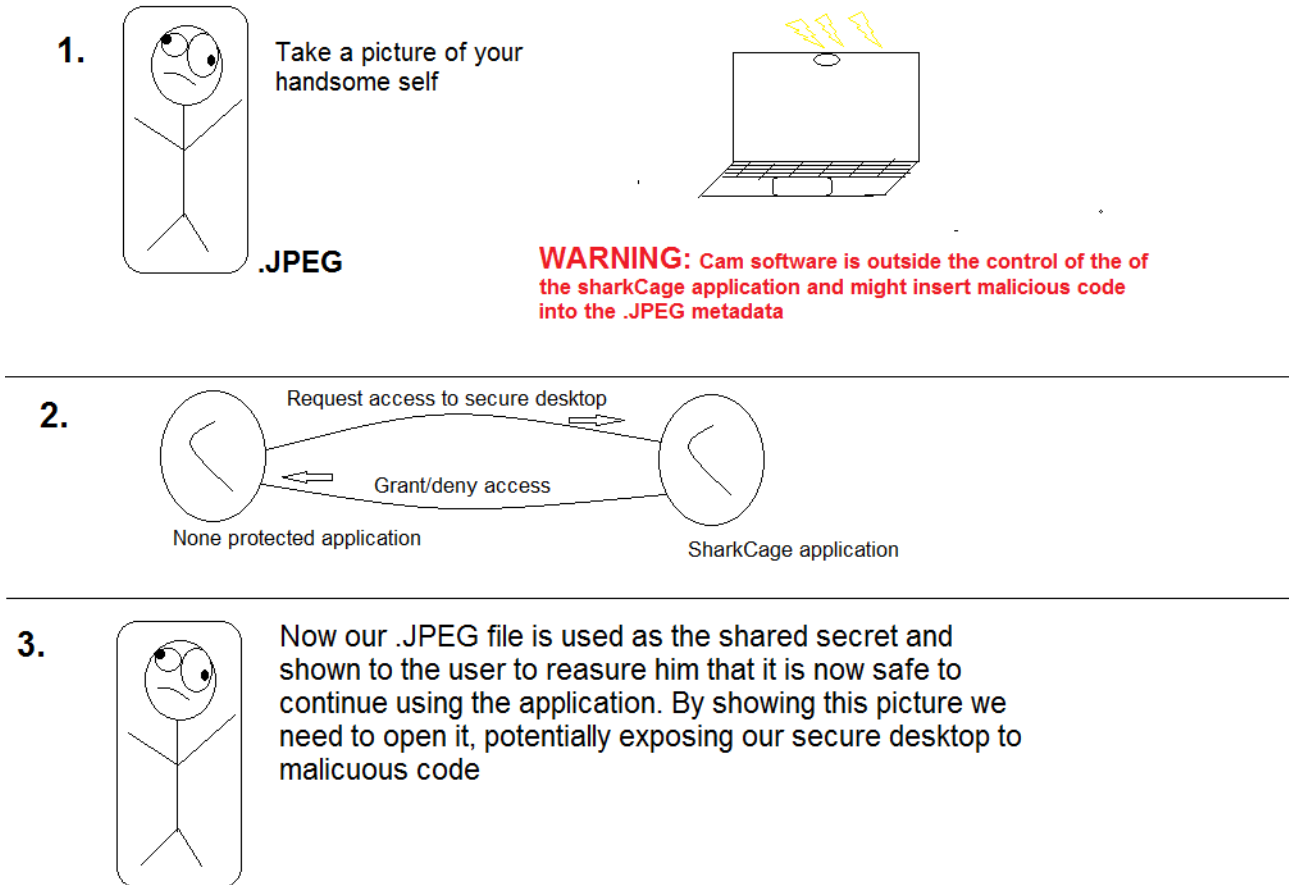 1.
Take a picture of your
handsome self
.JPEG
WARNING: Cam software is outside the control of the of
the sharkCage application and might insert malicious code
into the .JPEG metadata
2.
Request access to secure desktop
Grant/deny access
None protected application
SharkCage application
3.
Now our .JPEG file is used as the shared secret and
shown to the user to reasure him that it is now safe to
continue using the application. By showing this picture we
need to open it, potentially exposing our secure desktop to
malicuous code